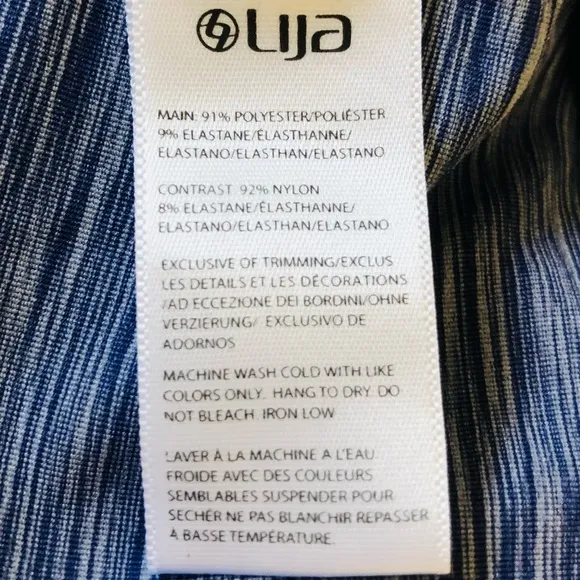 Lija
MAIN: 91% POLYESTER/POLIÉSTER
9% ELASTANE/ÉLASTHANNE/
ELASTANO/ELASTHAN/ELASTANO
CONTRAST: 92% NYLON
8% ELASTANE/ÉLASTHANNE/
ELASTANO/ELASTHAN/ELASTANO
EXCLUSIVE OF TRIMMING/EXCLUS
LES DETAILS ET LES DÉCORATIONS
/AD ECCEZIONE DEI BORDINI/OHNE
VERZIERUNG/ EXCLUSIVO DE
ADORNOS
MACHINE WASH COLD WITH LIKE
COLORS ONLY. HANG TO DRY. DO
NOT BLEACH. IRON LOW
LAVER À LA MACHINE A L'EAU
FROIDE AVEC DES COULEURS
SEMBLABLES SUSPENDER POUR
SECHÉR NE PAS BLANCHIR REPASSER
À BASSE TEMPÉRATURE.